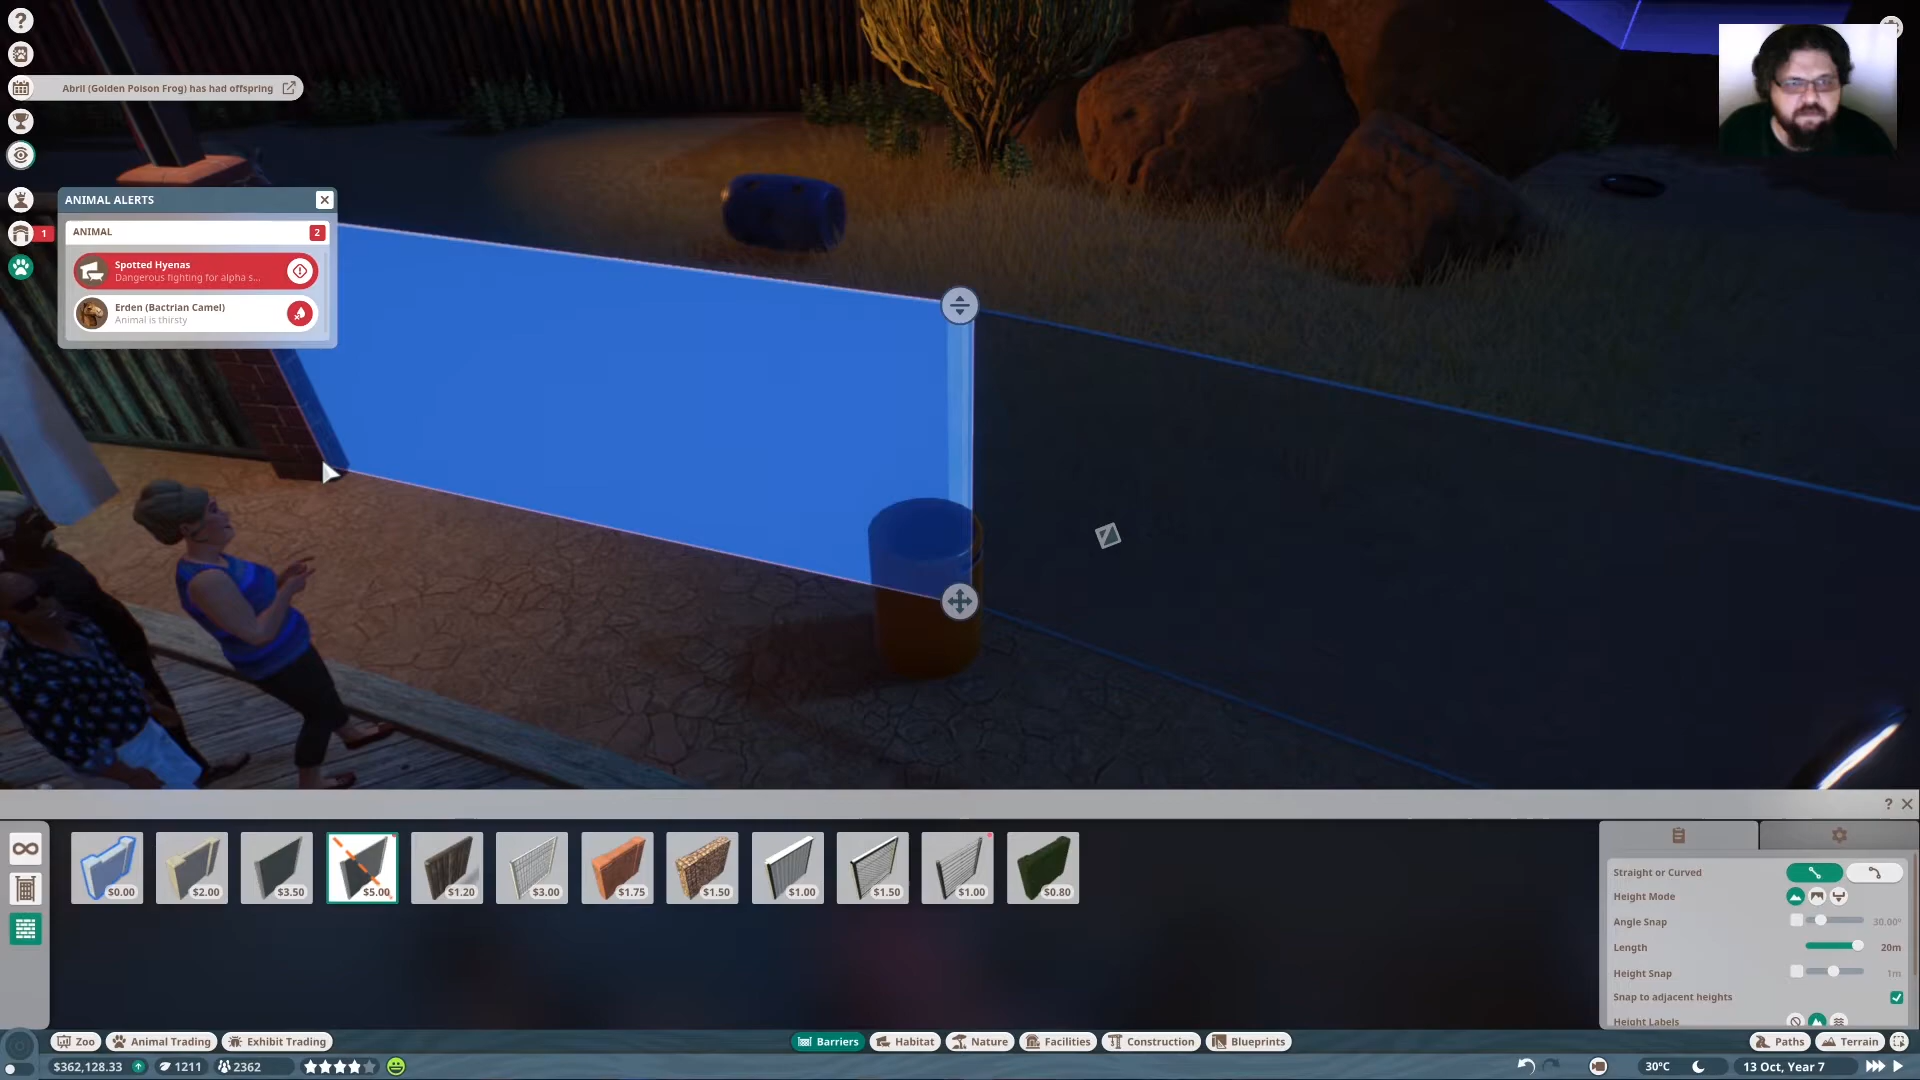 ?
Abril (Golden Poison Frog) has had offspring
ANIMAL ALERTS
1
ANIMAL
2
Spotted Hyenas
Dangerous fighting for alpha s...
Erden (Bactrian Camel)
Animal is thirsty
?
$0.00
$2.00
$3.50
$5.00
$1.20
$3.00
$1.75
$1.50
$1.00
$1.50
$1.00
$0.80
Straight or Curved
Height Mode
Angle Snap
30.00°
Length
20m
Height Snap
1m
Snap to adjacent heights
Height Labels
Zoo
Animal Trading
Exhibit Trading
Barriers
Habitat
Nature
Facilities
Construction
Blueprints
Paths
Terrain
$362,128.33
1211
2362
30°C
13 Oct, Year 7